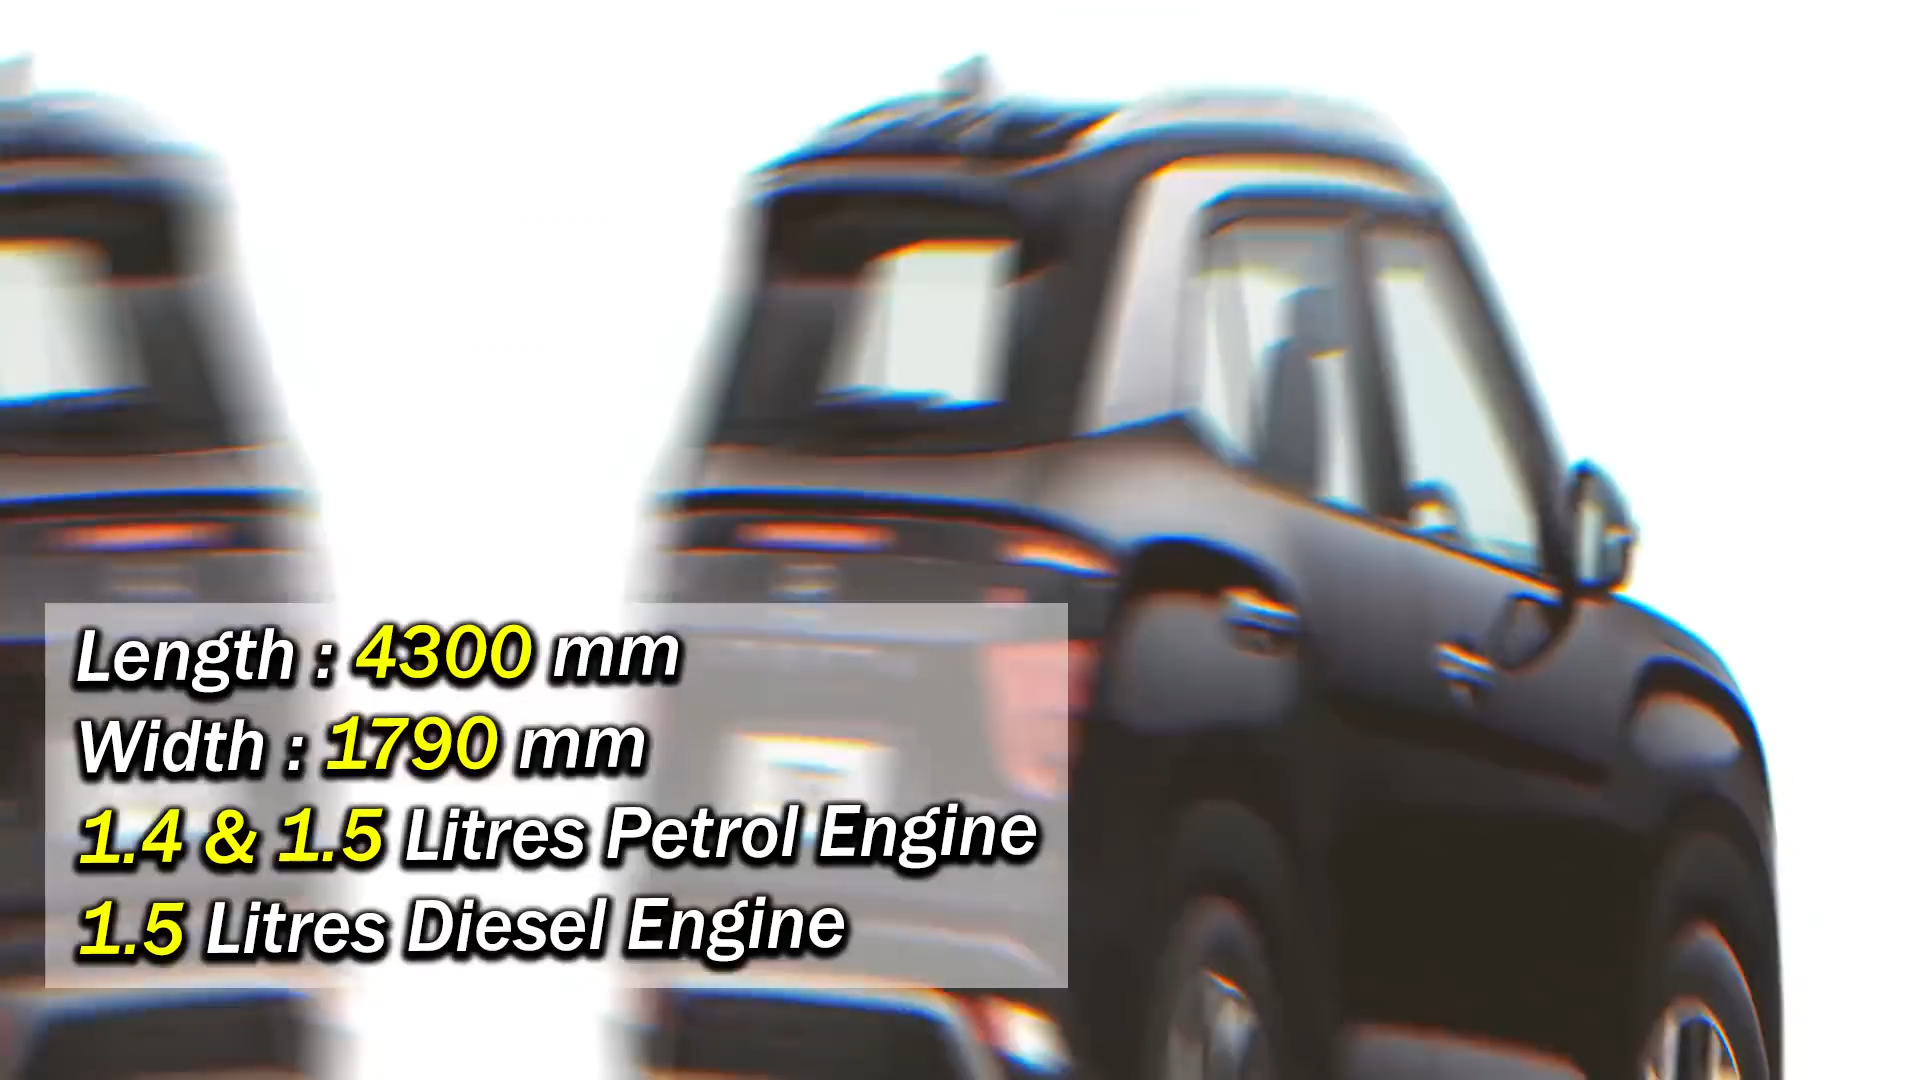 Length : 4300 mm
Width : 1790 mm
1.4 & 1.5 Litres Petrol Engine
1.5 Litres Diesel Engine